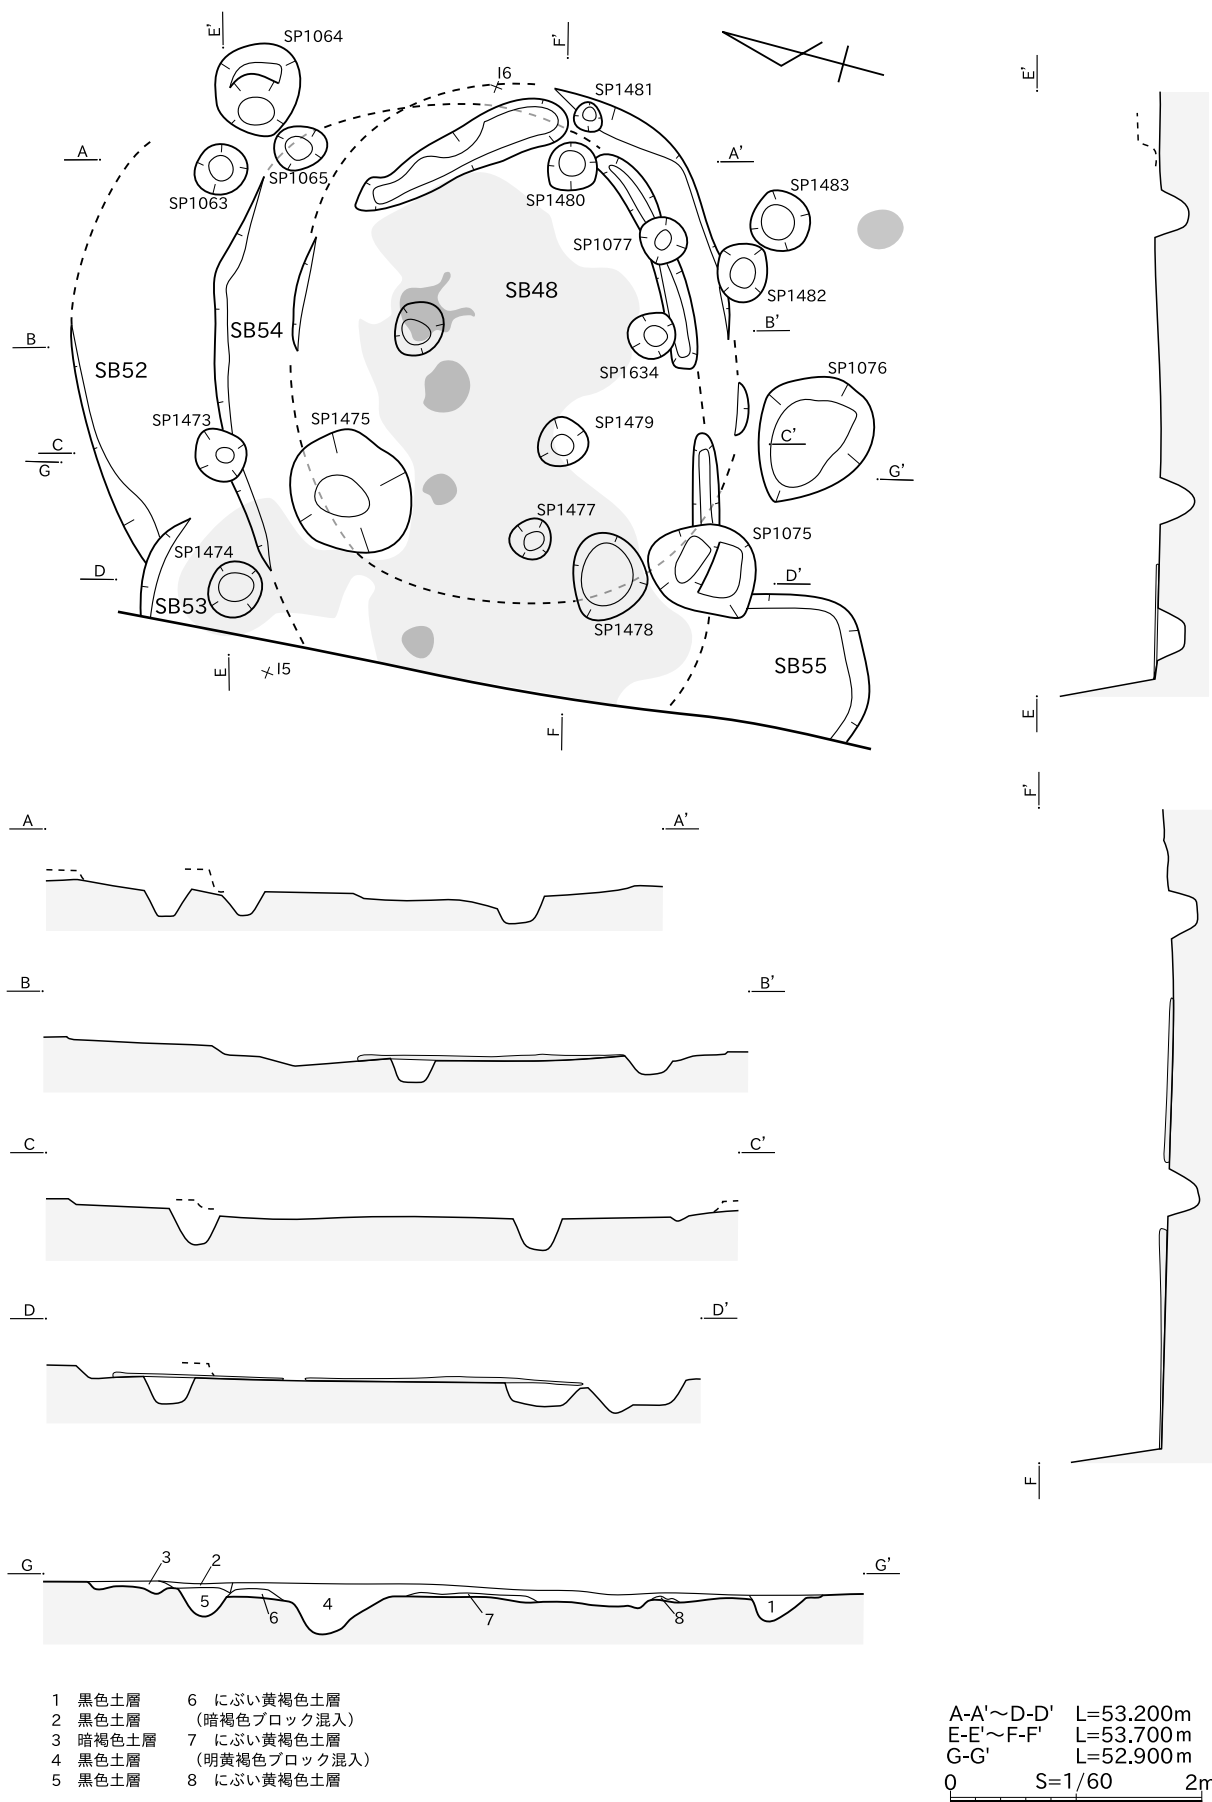 E'
SP1064
F'
I6
SP1481
E'
A
A'
SP1065
SP1063
SP1480
SP1483
SP1077
SB48
SP1482
SB54
B
B'
SB52
SP1634
SP1076
SP1473
SP1475
SP1479
C
C'
G
G'
SP1477
SP1075
SP1474
D
D'
SB53
SP1478
E
I5
SB55
E
F
F'
A
A'
B
B'
C
C'
D
D'
F
G
3
2
G'
5
6
4
7
8
1
1 黒色土層
2 黒色土層
3 暗褐色土層
4 黒色土層
5 黒色土層
6 にぶい黄褐色土層
(暗褐色ブロック混入)
7 にぶい黄褐色土層
(明黄褐色ブロック混入)
8 にぶい黄褐色土層
A-A'～D-D' L=53.200m
E-E'～F-F' L=53.700m
G-G' L=52.900m
0 S=1/60 2m